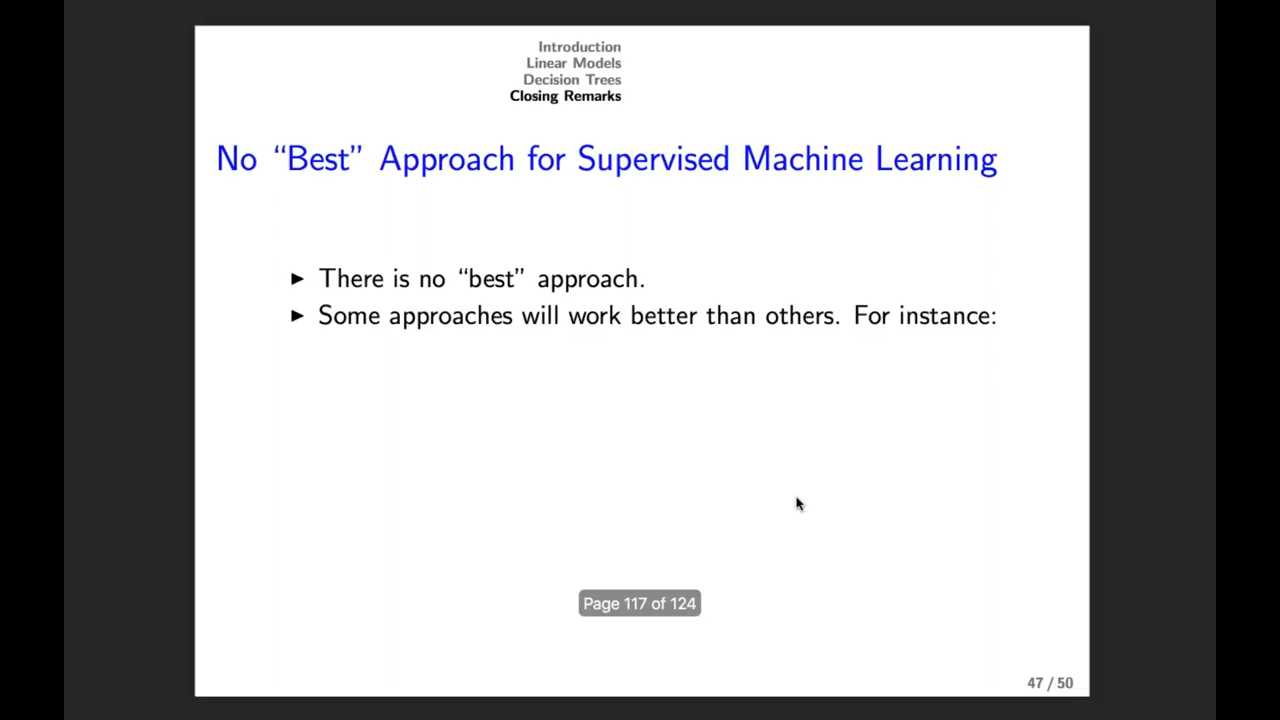 Introduction
Linear Models
Decision Trees
Closing Remarks
No “Best” Approach for Supervised Machine Learning
▶ There is no “best” approach.
▶ Some approaches will work better than others. For instance:
Page 117 of 124
47 / 50